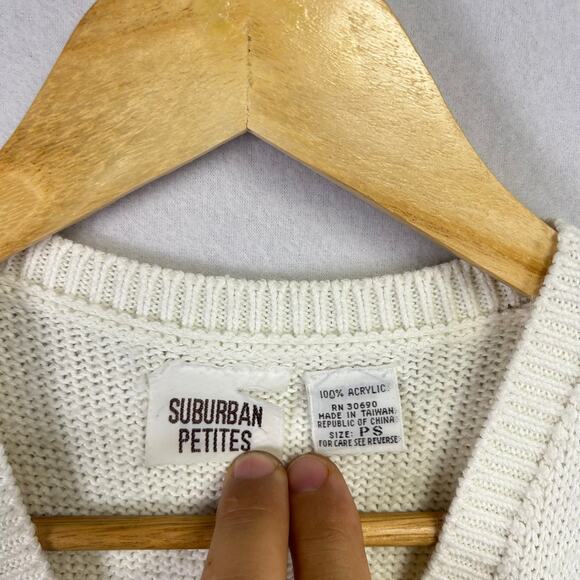 SUBURBAN
PETITES
100% ACRYLIC
RN 30690
MADE IN TAIWAN
REPUBLIC OF CHINA
SIZE: PS
FOR CARE SEE REVERSE